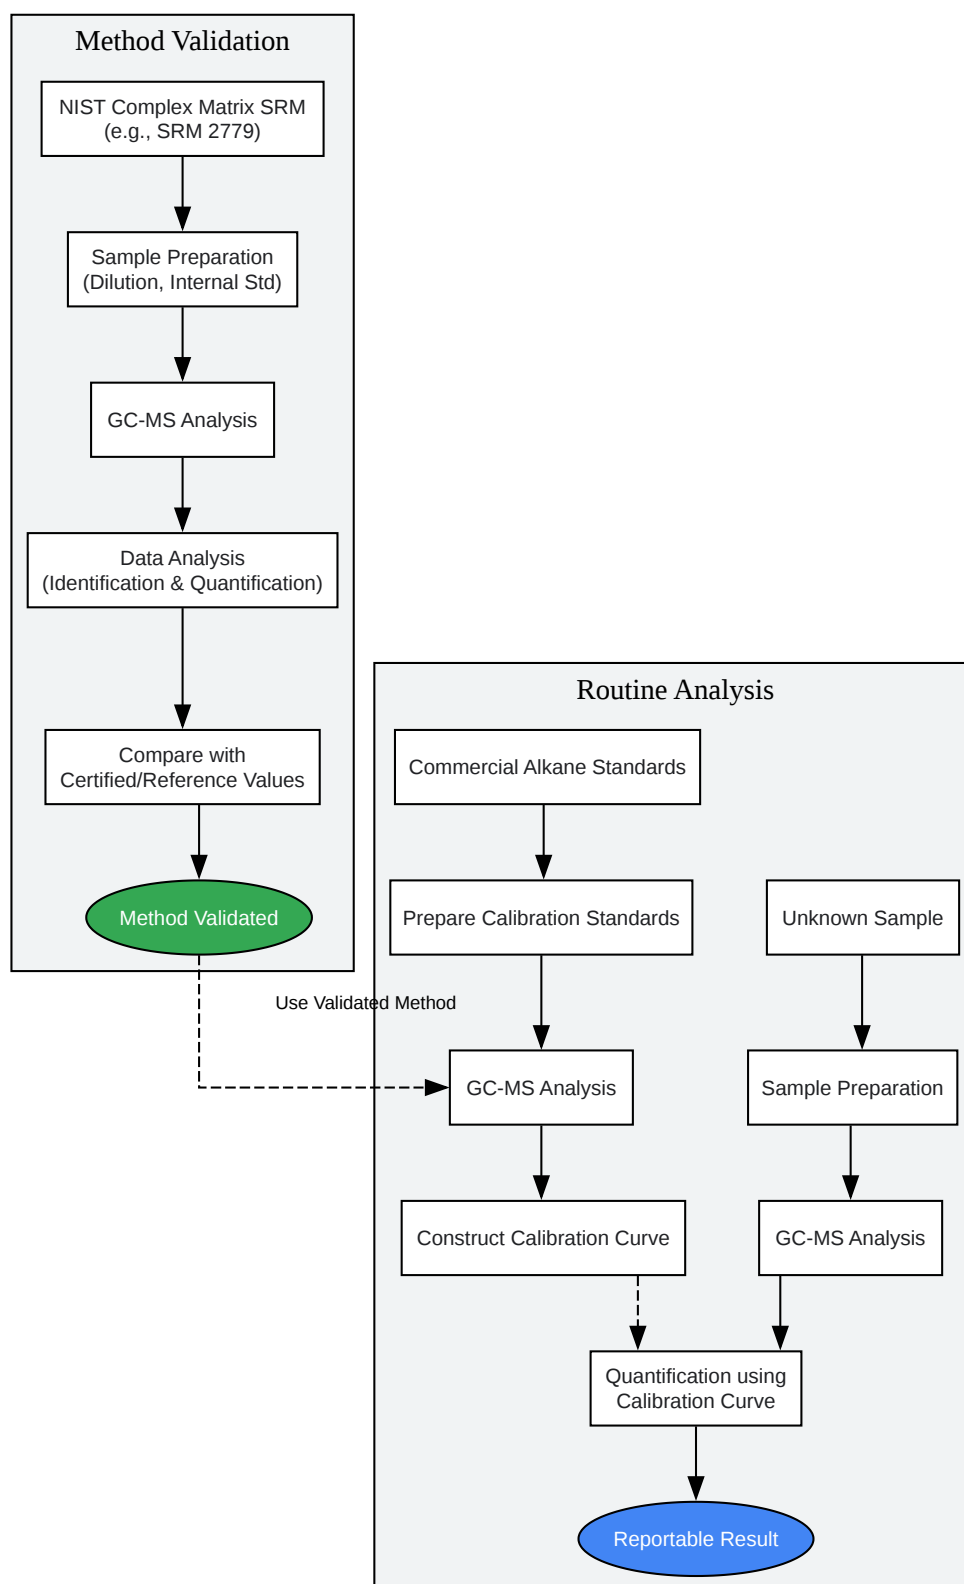 Method Validation
NIST Complex Matrix SRM
(e.g., SRM 2779)
Sample Preparation
(Dilution, Internal Std)
GC-MS Analysis
Data Analysis
(Identification & Quantification)
Compare with
Certified/Reference Values
Method Validated
Use Validated Method
Routine Analysis
Commercial Alkane Standards
Prepare Calibration Standards
Unknown Sample
GC-MS Analysis
Sample Preparation
Construct Calibration Curve
GC-MS Analysis
Quantification using
Calibration Curve
Reportable Result